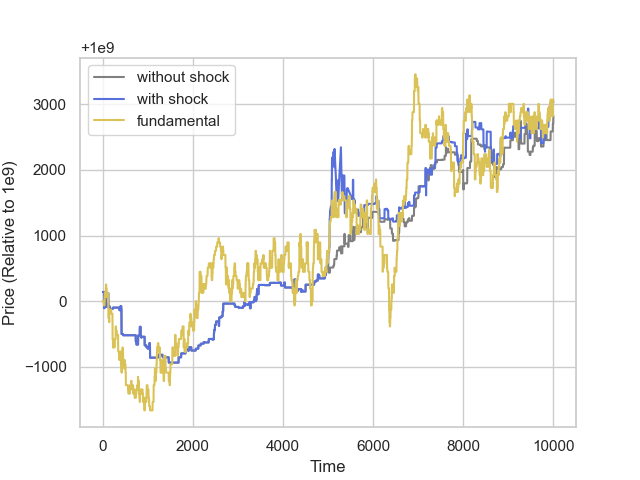 +1e9
without shock
with shock
fundamental
3000
2000
1000
0
−1000
Price (Relative to 1e9)
0 2000 4000 6000 8000 10000
Time